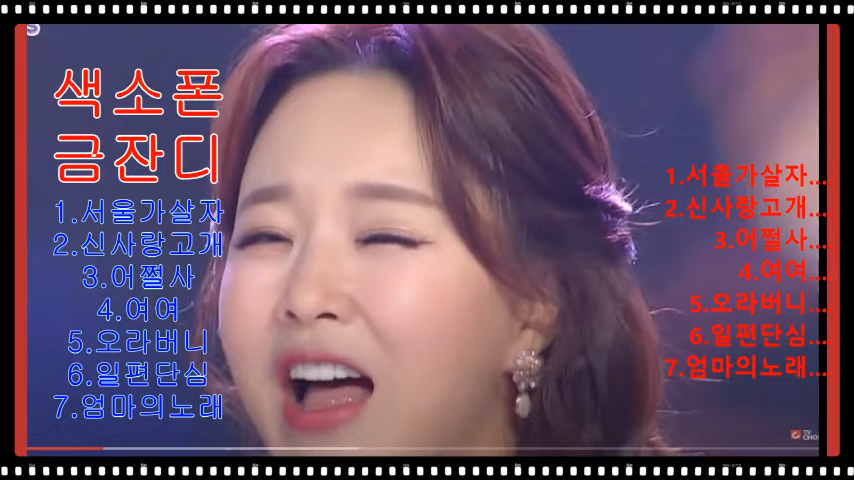 색소폰
금잔디
1.서울가살자
2.신사랑고개
3.어쩔사
4.여여
5.오라버니
6.일편단심
7.엄마의노래
1.서울가살자....
2.신사랑고개....
3.어쩔사....
4.여여....
5.오라버니....
6.일편단심....
7.엄마의노래....
TV